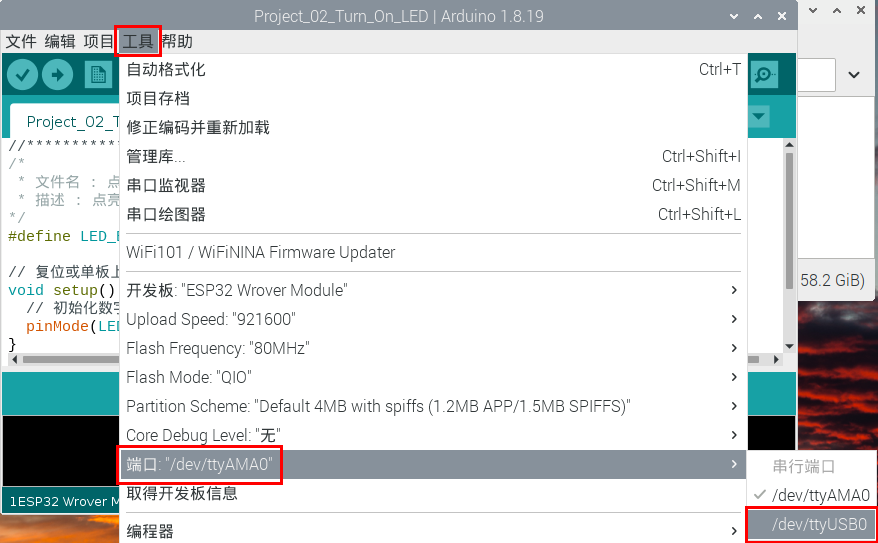 Project_02_Turn_On_LED | Arduino 1.8.19
文件 编辑 项目 工具 帮助
自动格式化 Ctrl+T
项目存档
修正编码并重新加载
管理库... Ctrl+Shift+I
串口监视器 Ctrl+Shift+M
串口绘图器 Ctrl+Shift+L
WiFi101 / WiFiNINA Firmware Updater
开发板: "ESP32 Wrover Module"
Upload Speed: "921600"
Flash Frequency: "80MHz"
Flash Mode: "QIO"
Partition Scheme: "Default 4MB with spiffs (1.2MB APP/1.5MB SPIFFS)"
Core Debug Level: "无"
端口: "/dev/ttyAMA0"
取得开发板信息
编程器
串行端口
/dev/ttyAMA0
/dev/ttyUSB0
Project_02_T
//***********
/*
* 文件名 : 点
* 描述 : 点亮
*/
#define LED_
// 复位或单板上
void setup()
// 初始化数字
pinMode(LED
}
1ESP32 Wrover M
58.2 GiB)